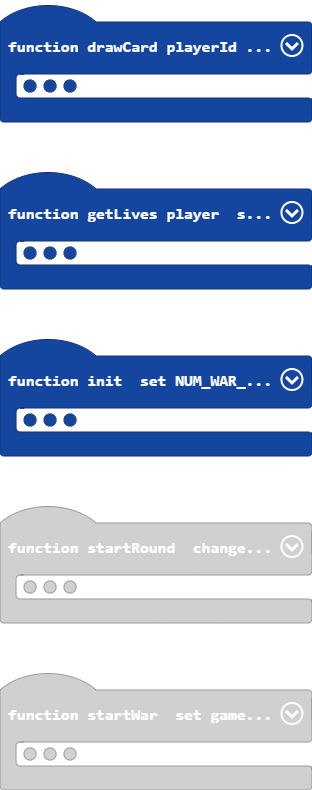 function drawCard playerId ...
function getLives player s...
function init set NUM_WAR_...
function startRound change...
function startWar set game...